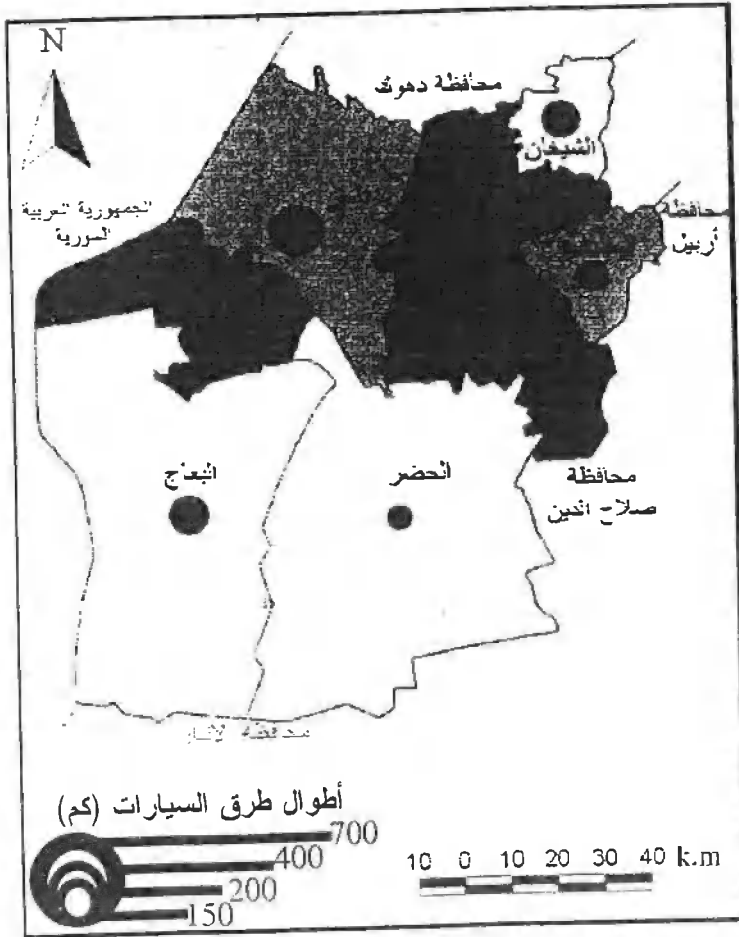 N
محافظة دهوك
الشيخان
الجمهورية العربية
السورية
محافظة
أربيل
البعاج
الحضر
محافظة
صلاح الدين
محافظة الانبار
أطوال طرق السيارات (كم)
700
400
200
150
10 0 10 20 30 40 k.m